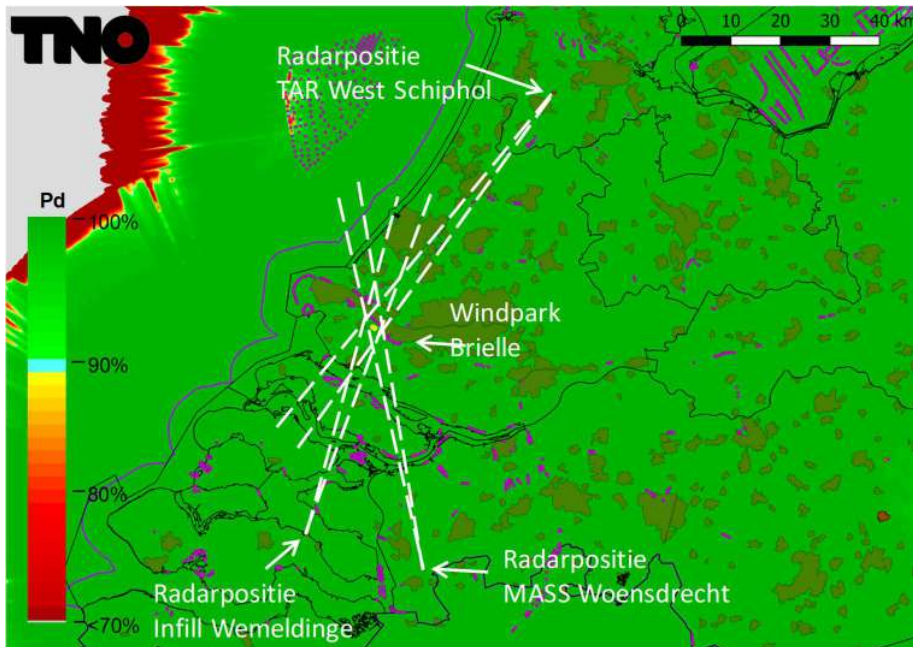 TNO
0 10 20 30 40 km
Radarpositie
TAR West Schiphol
Pd
100%
90%
80%
<70%
Windpark
Brielle
Radarpositie
MASS Woensdrecht
Radarpositie
Infill Wemeldinge